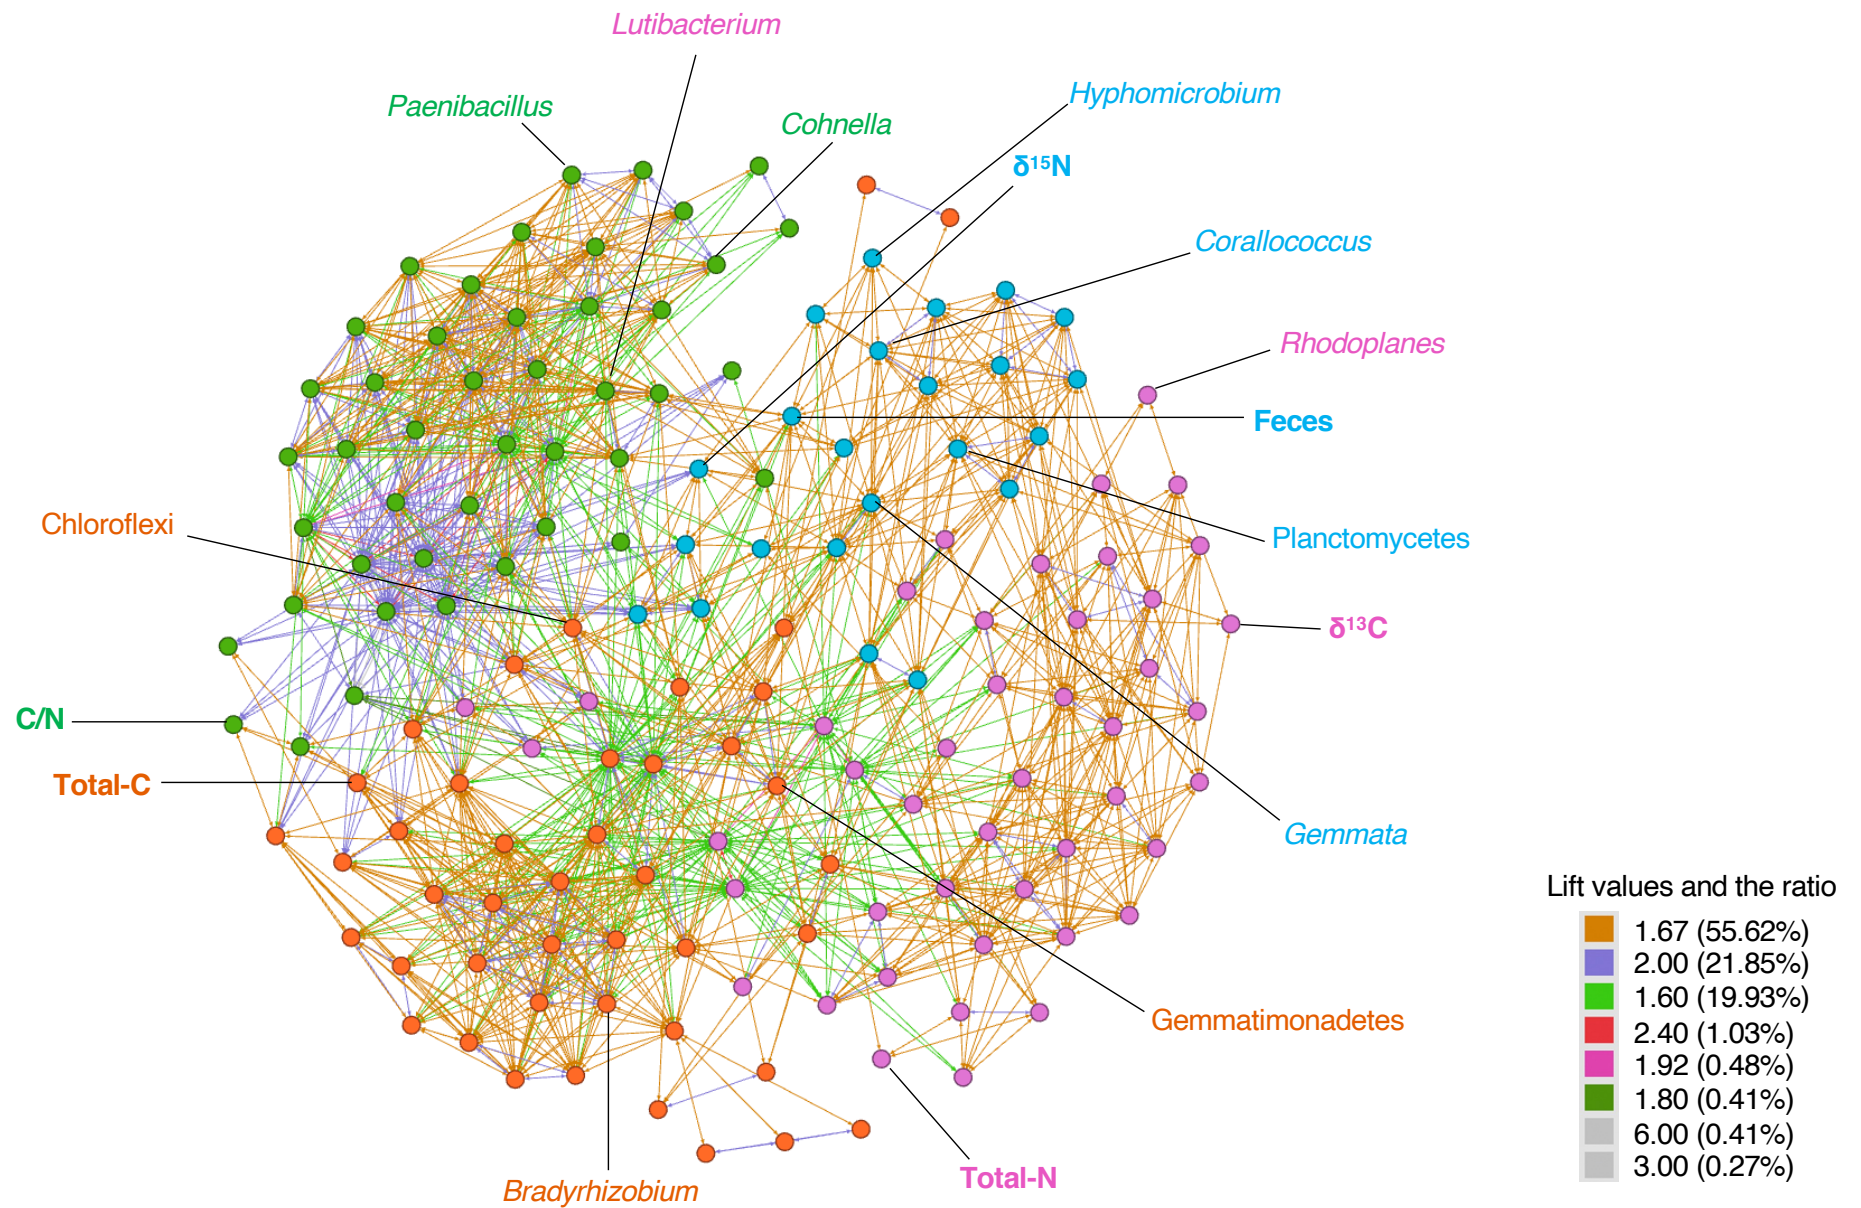 Lutibacterium
Paenibacillus
Cohnella
Hyphomicrobium
δ¹⁵N
Corallococcus
Rhodoplanes
Feces
Chloroflexi
Planctomycetes
δ¹³C
C/N
Total-C
Gemmata
Gemmatimonadetes
Total-N
Bradyrhizobium
Lift values and the ratio
1.67 (55.62%)
2.00 (21.85%)
1.60 (19.93%)
2.40 (1.03%)
1.92 (0.48%)
1.80 (0.41%)
6.00 (0.41%)
3.00 (0.27%)